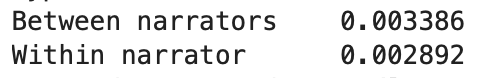 Between narrators 0.003386
Within narrator 0.002892